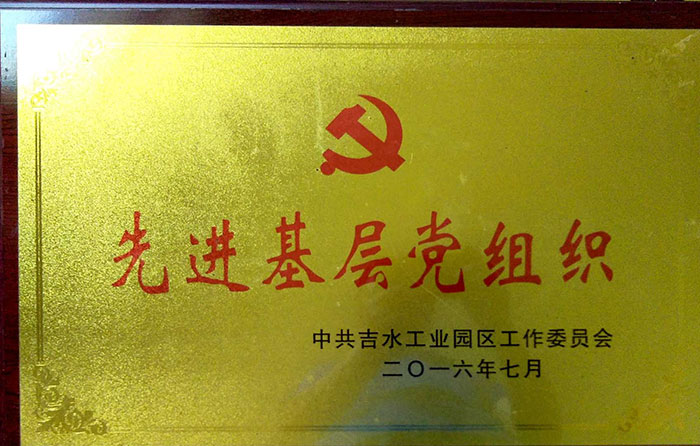 先进基层党组织
中共吉水工业园区工作委员会
二〇一六年七月